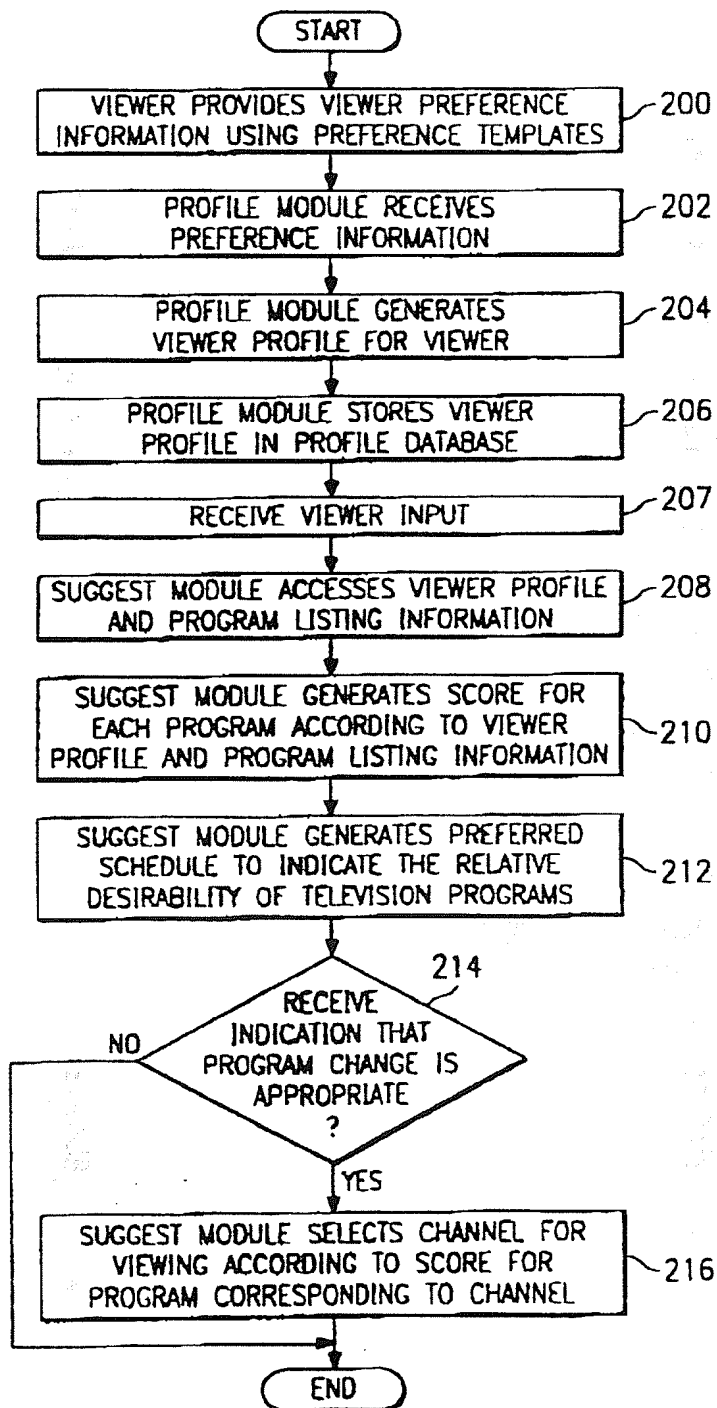 START
VIEWER PROVIDES VIEWER PREFERENCE
INFORMATION USING PREFERENCE TEMPLATES
200
PROFILE MODULE RECEIVES
PREFERENCE INFORMATION
202
PROFILE MODULE GENERATES
VIEWER PROFILE FOR VIEWER
204
PROFILE MODULE STORES VIEWER
PROFILE IN PROFILE DATABASE
206
RECEIVE VIEWER INPUT
207
SUGGEST MODULE ACCESSES VIEWER PROFILE
AND PROGRAM LISTING INFORMATION
208
SUGGEST MODULE GENERATES SCORE FOR
EACH PROGRAM ACCORDING TO VIEWER
PROFILE AND PROGRAM LISTING INFORMATION
210
SUGGEST MODULE GENERATES PREFERRED
SCHEDULE TO INDICATE THE RELATIVE
DESIRABILITY OF TELEVISION PROGRAMS
212
214
RECEIVE
INDICATION THAT
PROGRAM CHANGE IS
APPROPRIATE
?
NO
YES
SUGGEST MODULE SELECTS CHANNEL FOR
VIEWING ACCORDING TO SCORE FOR
PROGRAM CORRESPONDING TO CHANNEL
216
END